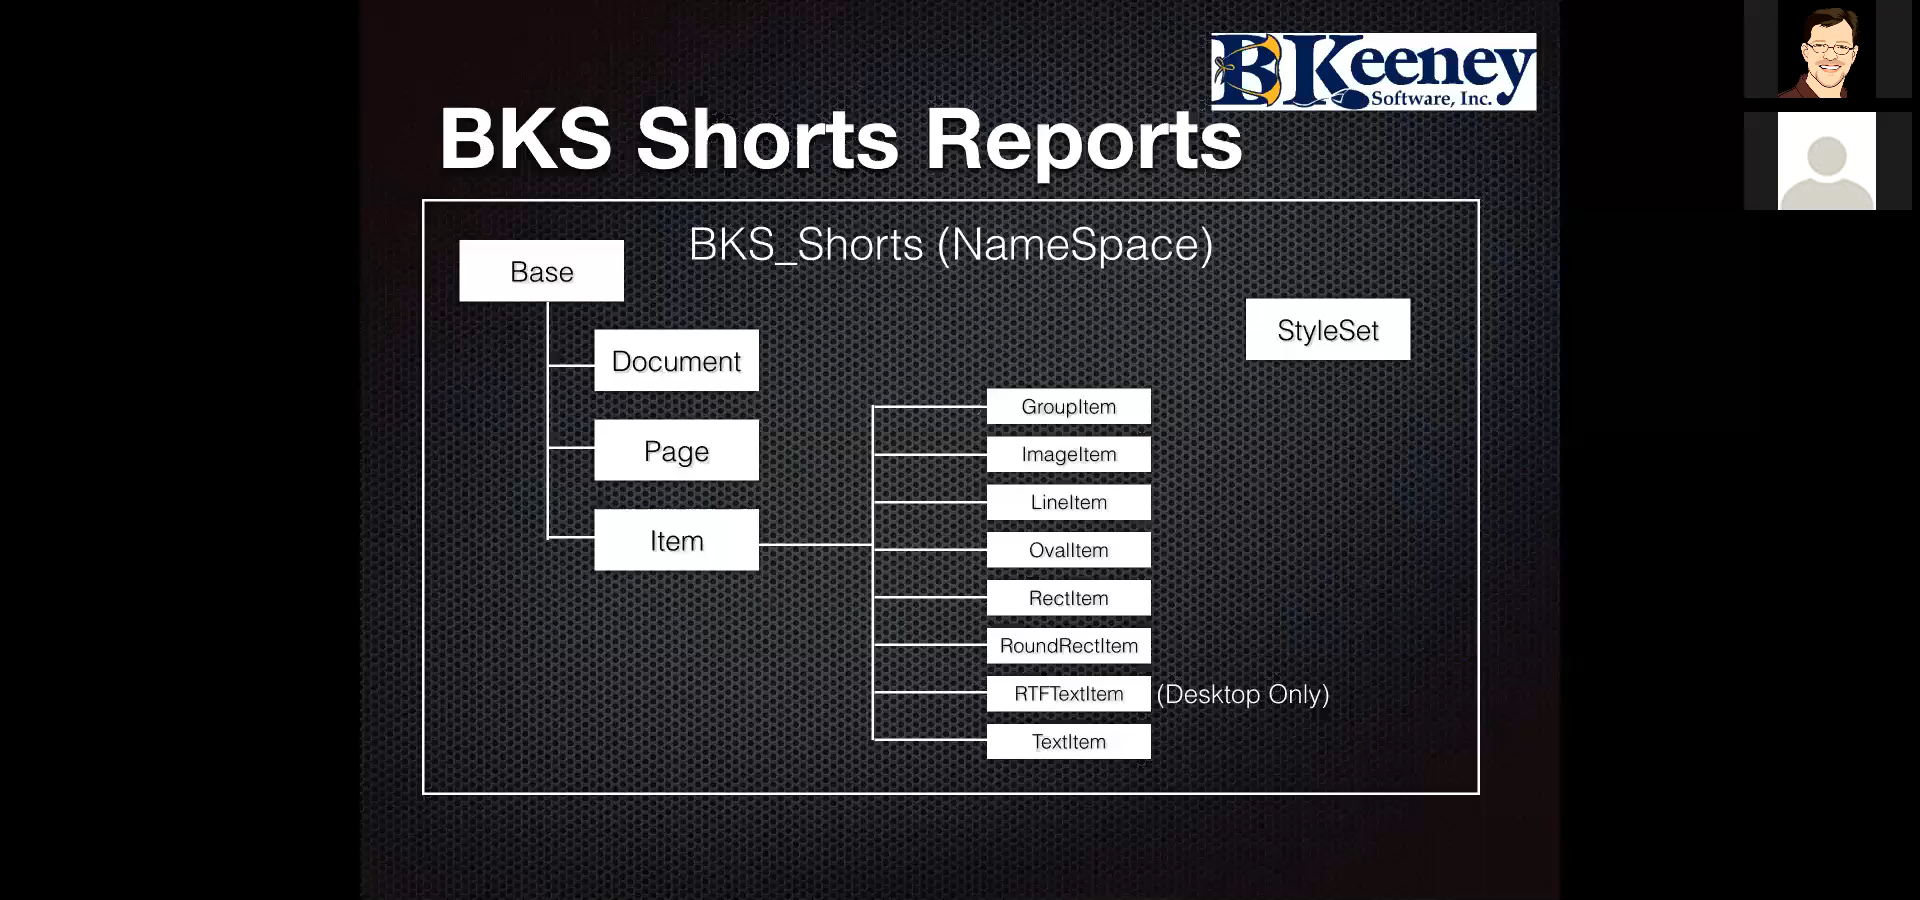 BKeeney
Software, Inc.
BKS Shorts Reports
BKS_Shorts (NameSpace)
Base
Document
Page
Item
StyleSet
GroupItem
ImageItem
LineItem
OvalItem
RectItem
RoundRectItem
RTFTextItem (Desktop Only)
TextItem